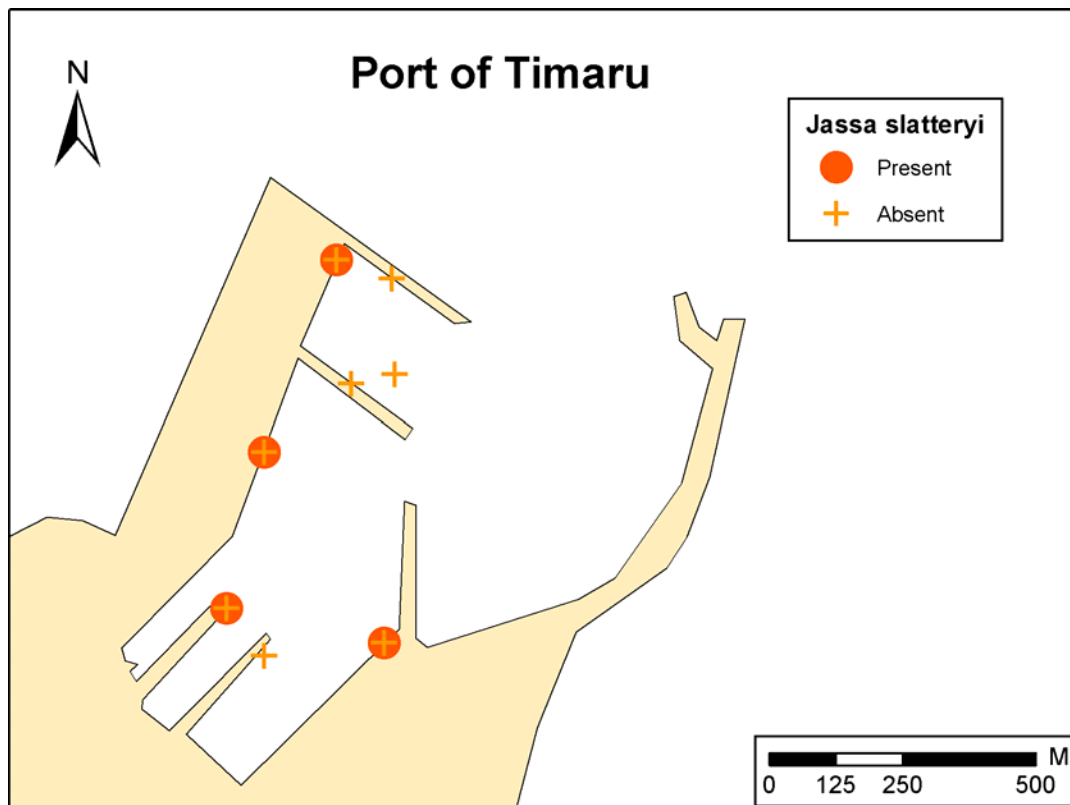 Port of Timaru
N
Jassa slatteryi
Present
Absent
M
0 125 250 500